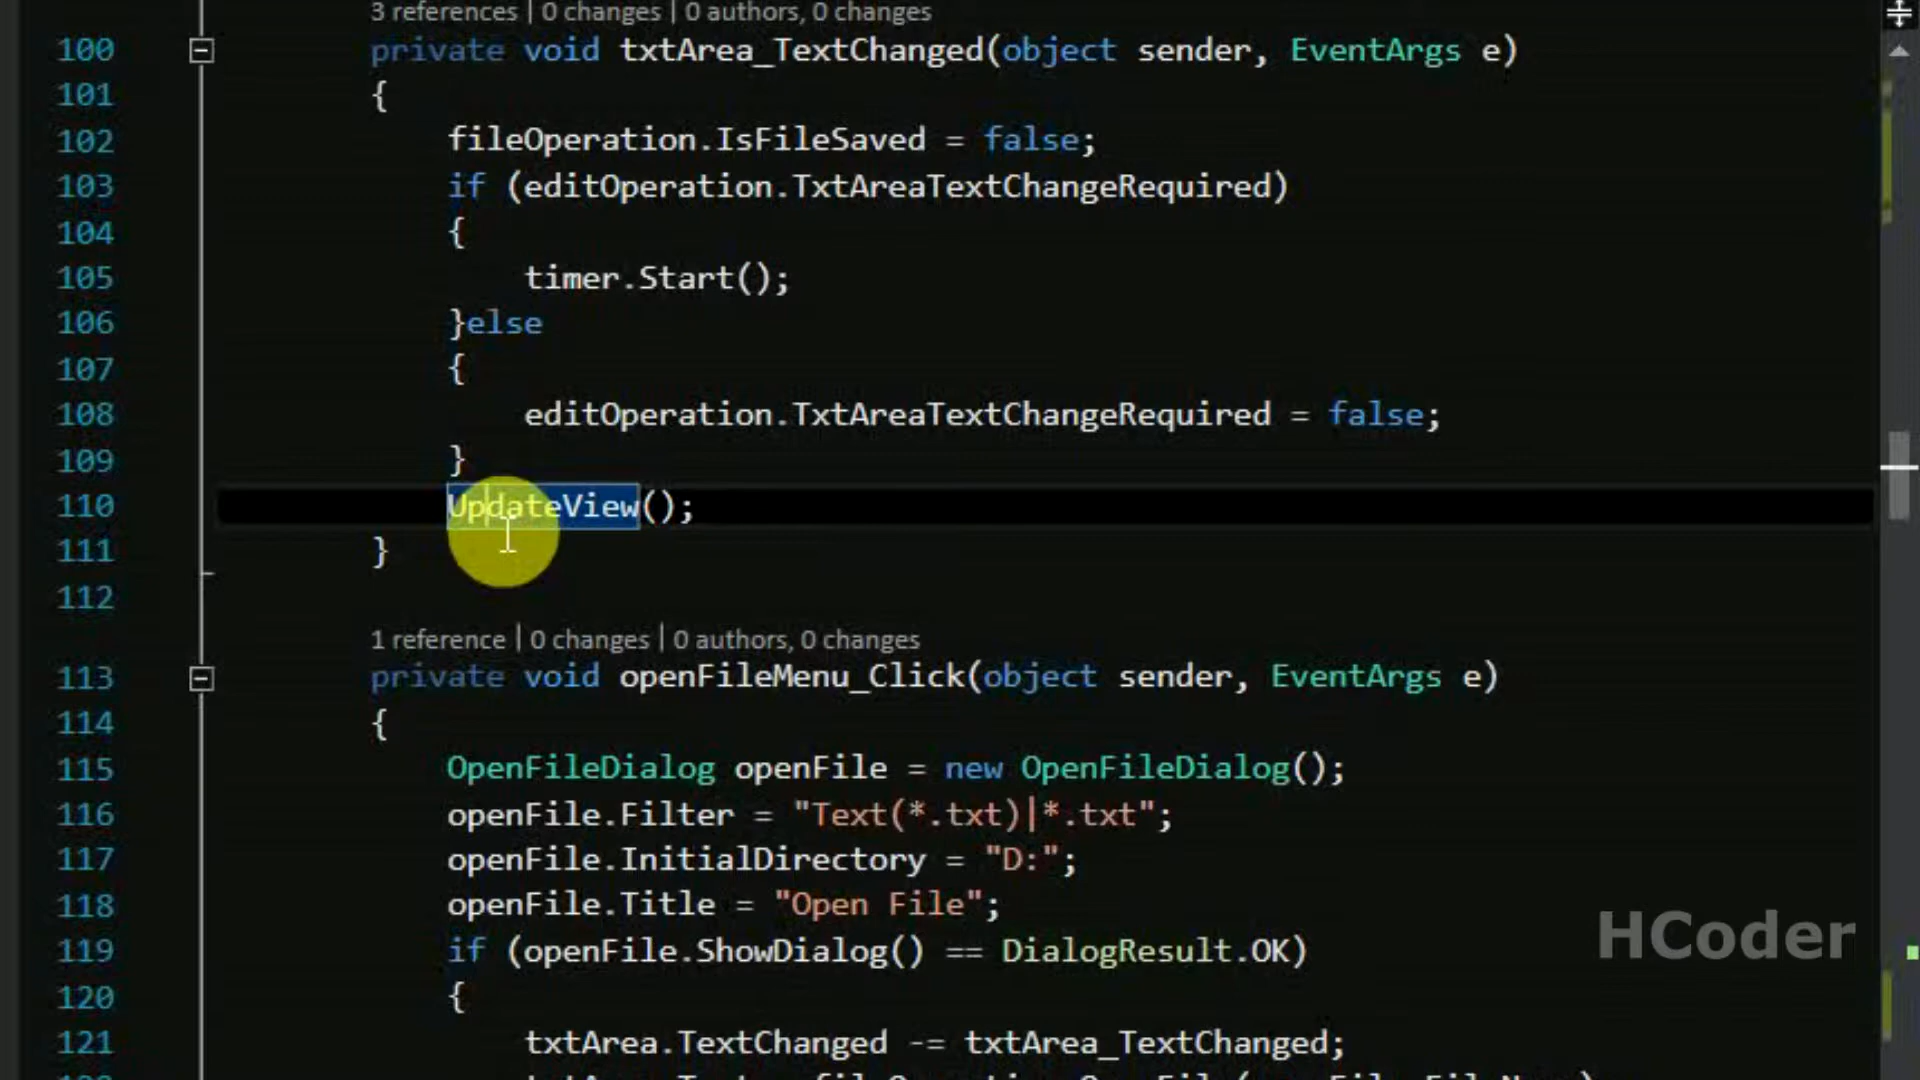 3 references | 0 changes | 0 authors, 0 changes
100 private void txtArea_TextChanged(object sender, EventArgs e)
101 {
102 fileOperation.IsFileSaved = false;
103 if (editOperation.TxtAreaTextChangeRequired)
104 {
105 timer.Start();
106 }else
107 {
108 editOperation.TxtAreaTextChangeRequired = false;
109 }
110 UpdateView();
111 }
112
1 reference | 0 changes | 0 authors, 0 changes
113 private void openFileMenu_Click(object sender, EventArgs e)
114 {
115 OpenFileDialog openFile = new OpenFileDialog();
116 openFile.Filter = "Text(*.txt)|*.txt";
117 openFile.InitialDirectory = "D:";
118 openFile.Title = "Open File";
119 if (openFile.ShowDialog() == DialogResult.OK)
120 {
121 txtArea.TextChanged -= txtArea_TextChanged;
HCoder